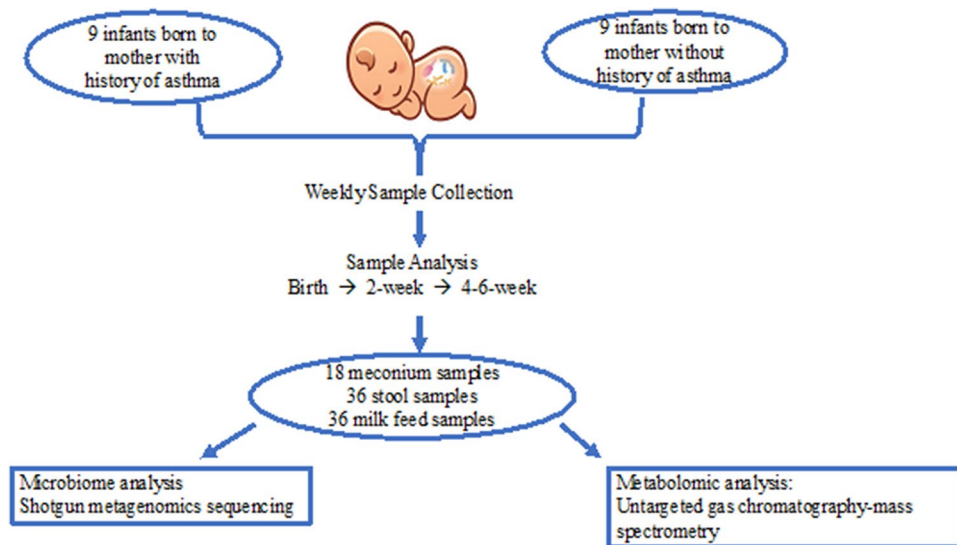 9 infants born to
mother with
history of asthma
9 infants born to
mother without
history of asthma
Weekly Sample Collection
Sample Analysis
Birth → 2-week → 4-6-week
18 meconium samples
36 stool samples
36 milk feed samples
Microbiome analysis
Shotgun metagenomics sequencing
Metabolomic analysis:
Untargeted gas chromatography-mass
spectrometry